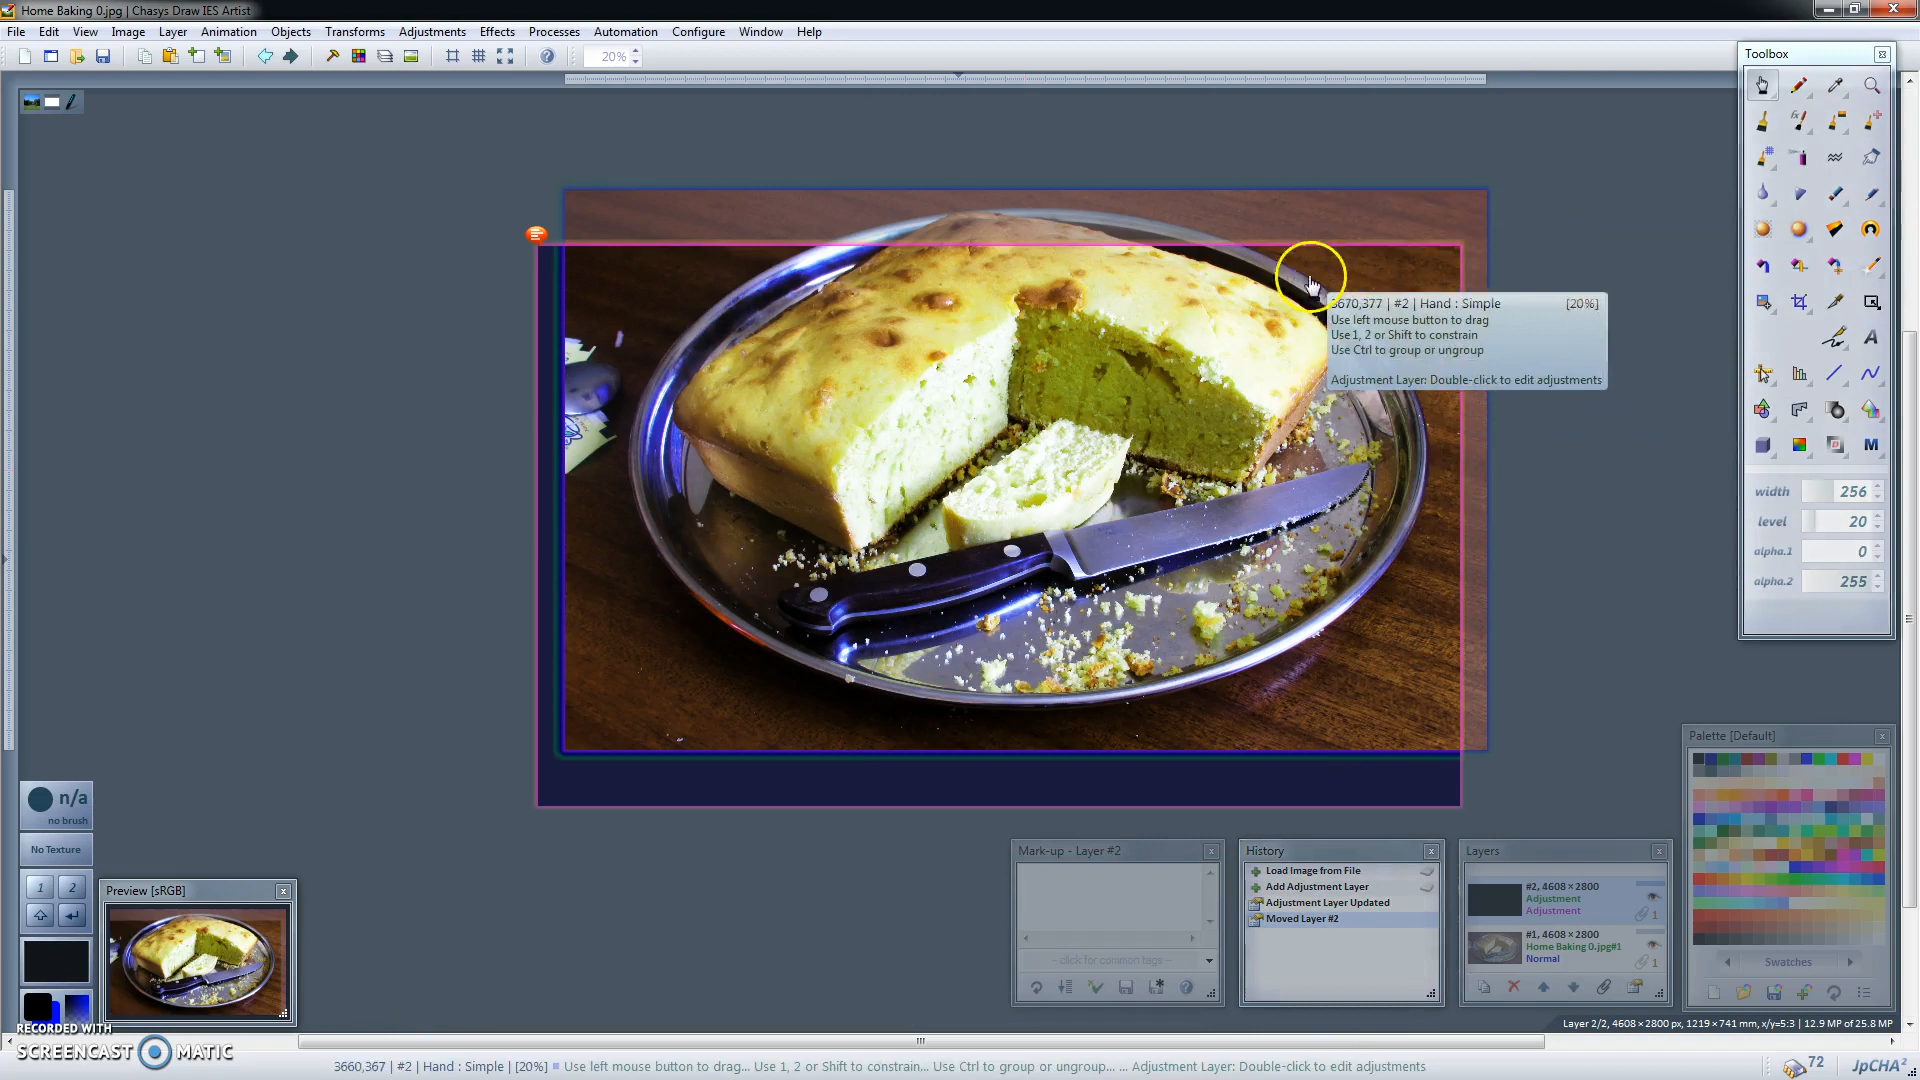 Home Baking 0.jpg | Chasys Draw IES Artist
File Edit View Image Layer Animation Objects Transforms Adjustments Effects Processes Automation Configure Window Help
20%
Toolbox
3670,377 | #2 | Hand : Simple [20%]
Use left mouse button to drag
Use 1, 2 or Shift to constrain
Use Ctrl to group or ungroup
Adjustment Layer: Double-click to edit adjustments
A
M
width 256
level 20
alpha.1 0
alpha.2 255
Palette [Default]
Swatches
n/a
no brush
No Texture
1 2
Preview [sRGB]
Mark-up - Layer #2
– click for common tags –
History
Load Image from File
Add Adjustment Layer
Adjustment Layer Updated
Moved Layer #2
Layers
#2, 4608 × 2800
Adjustment
Adjustment
1
#1, 4608 × 2800
Home Baking 0.jpg#1
Normal
1
Layer 2/2, 4608 × 2800 px, 1219 × 741 mm, x/y=5:3 | 12.9 MP of 25.8 MP
RECORDED WITH
SCREENCAST MATIC
3660,367 | #2 | Hand : Simple | [20%] Use left mouse button to drag... Use 1, 2 or Shift to constrain... Use Ctrl to group or ungroup... ... Adjustment Layer: Double-click to edit adjustments
72
JpCHA²